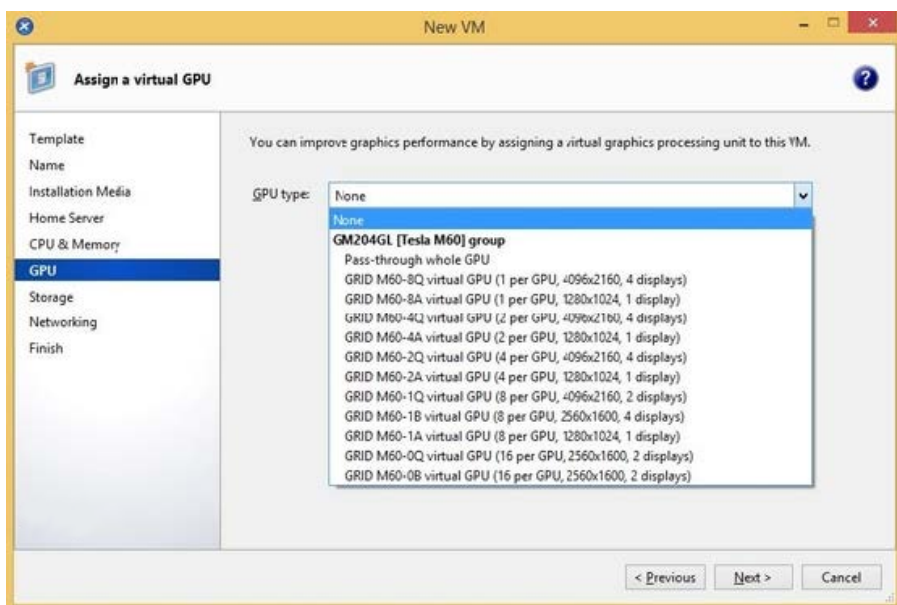 New VM
Assign a virtual GPU
Template
Name
Installation Media
Home Server
CPU & Memory
GPU
Storage
Networking
Finish
You can improve graphics performance by assigning a virtual graphics processing unit to this VM.
GPU type: None
None
GM204GL [Tesla M60] group
Pass-through whole GPU
GRID M60-8Q virtual GPU (1 per GPU, 4096x2160, 4 displays)
GRID M60-8A virtual GPU (1 per GPU, 1280x1024, 1 display)
GRID M60-4Q virtual GPU (2 per GPU, 4096x2160, 4 displays)
GRID M60-4A virtual GPU (2 per GPU, 1280x1024, 1 display)
GRID M60-2Q virtual GPU (4 per GPU, 4096x2160, 4 displays)
GRID M60-2A virtual GPU (4 per GPU, 1280x1024, 1 display)
GRID M60-1Q virtual GPU (8 per GPU, 4096x2160, 2 displays)
GRID M60-1B virtual GPU (8 per GPU, 2560x1600, 4 displays)
GRID M60-1A virtual GPU (8 per GPU, 1280x1024, 1 display)
GRID M60-0Q virtual GPU (16 per GPU, 2560x1600, 2 displays)
GRID M60-0B virtual GPU (16 per GPU, 2560x1600, 2 displays)
< Previous Next > Cancel